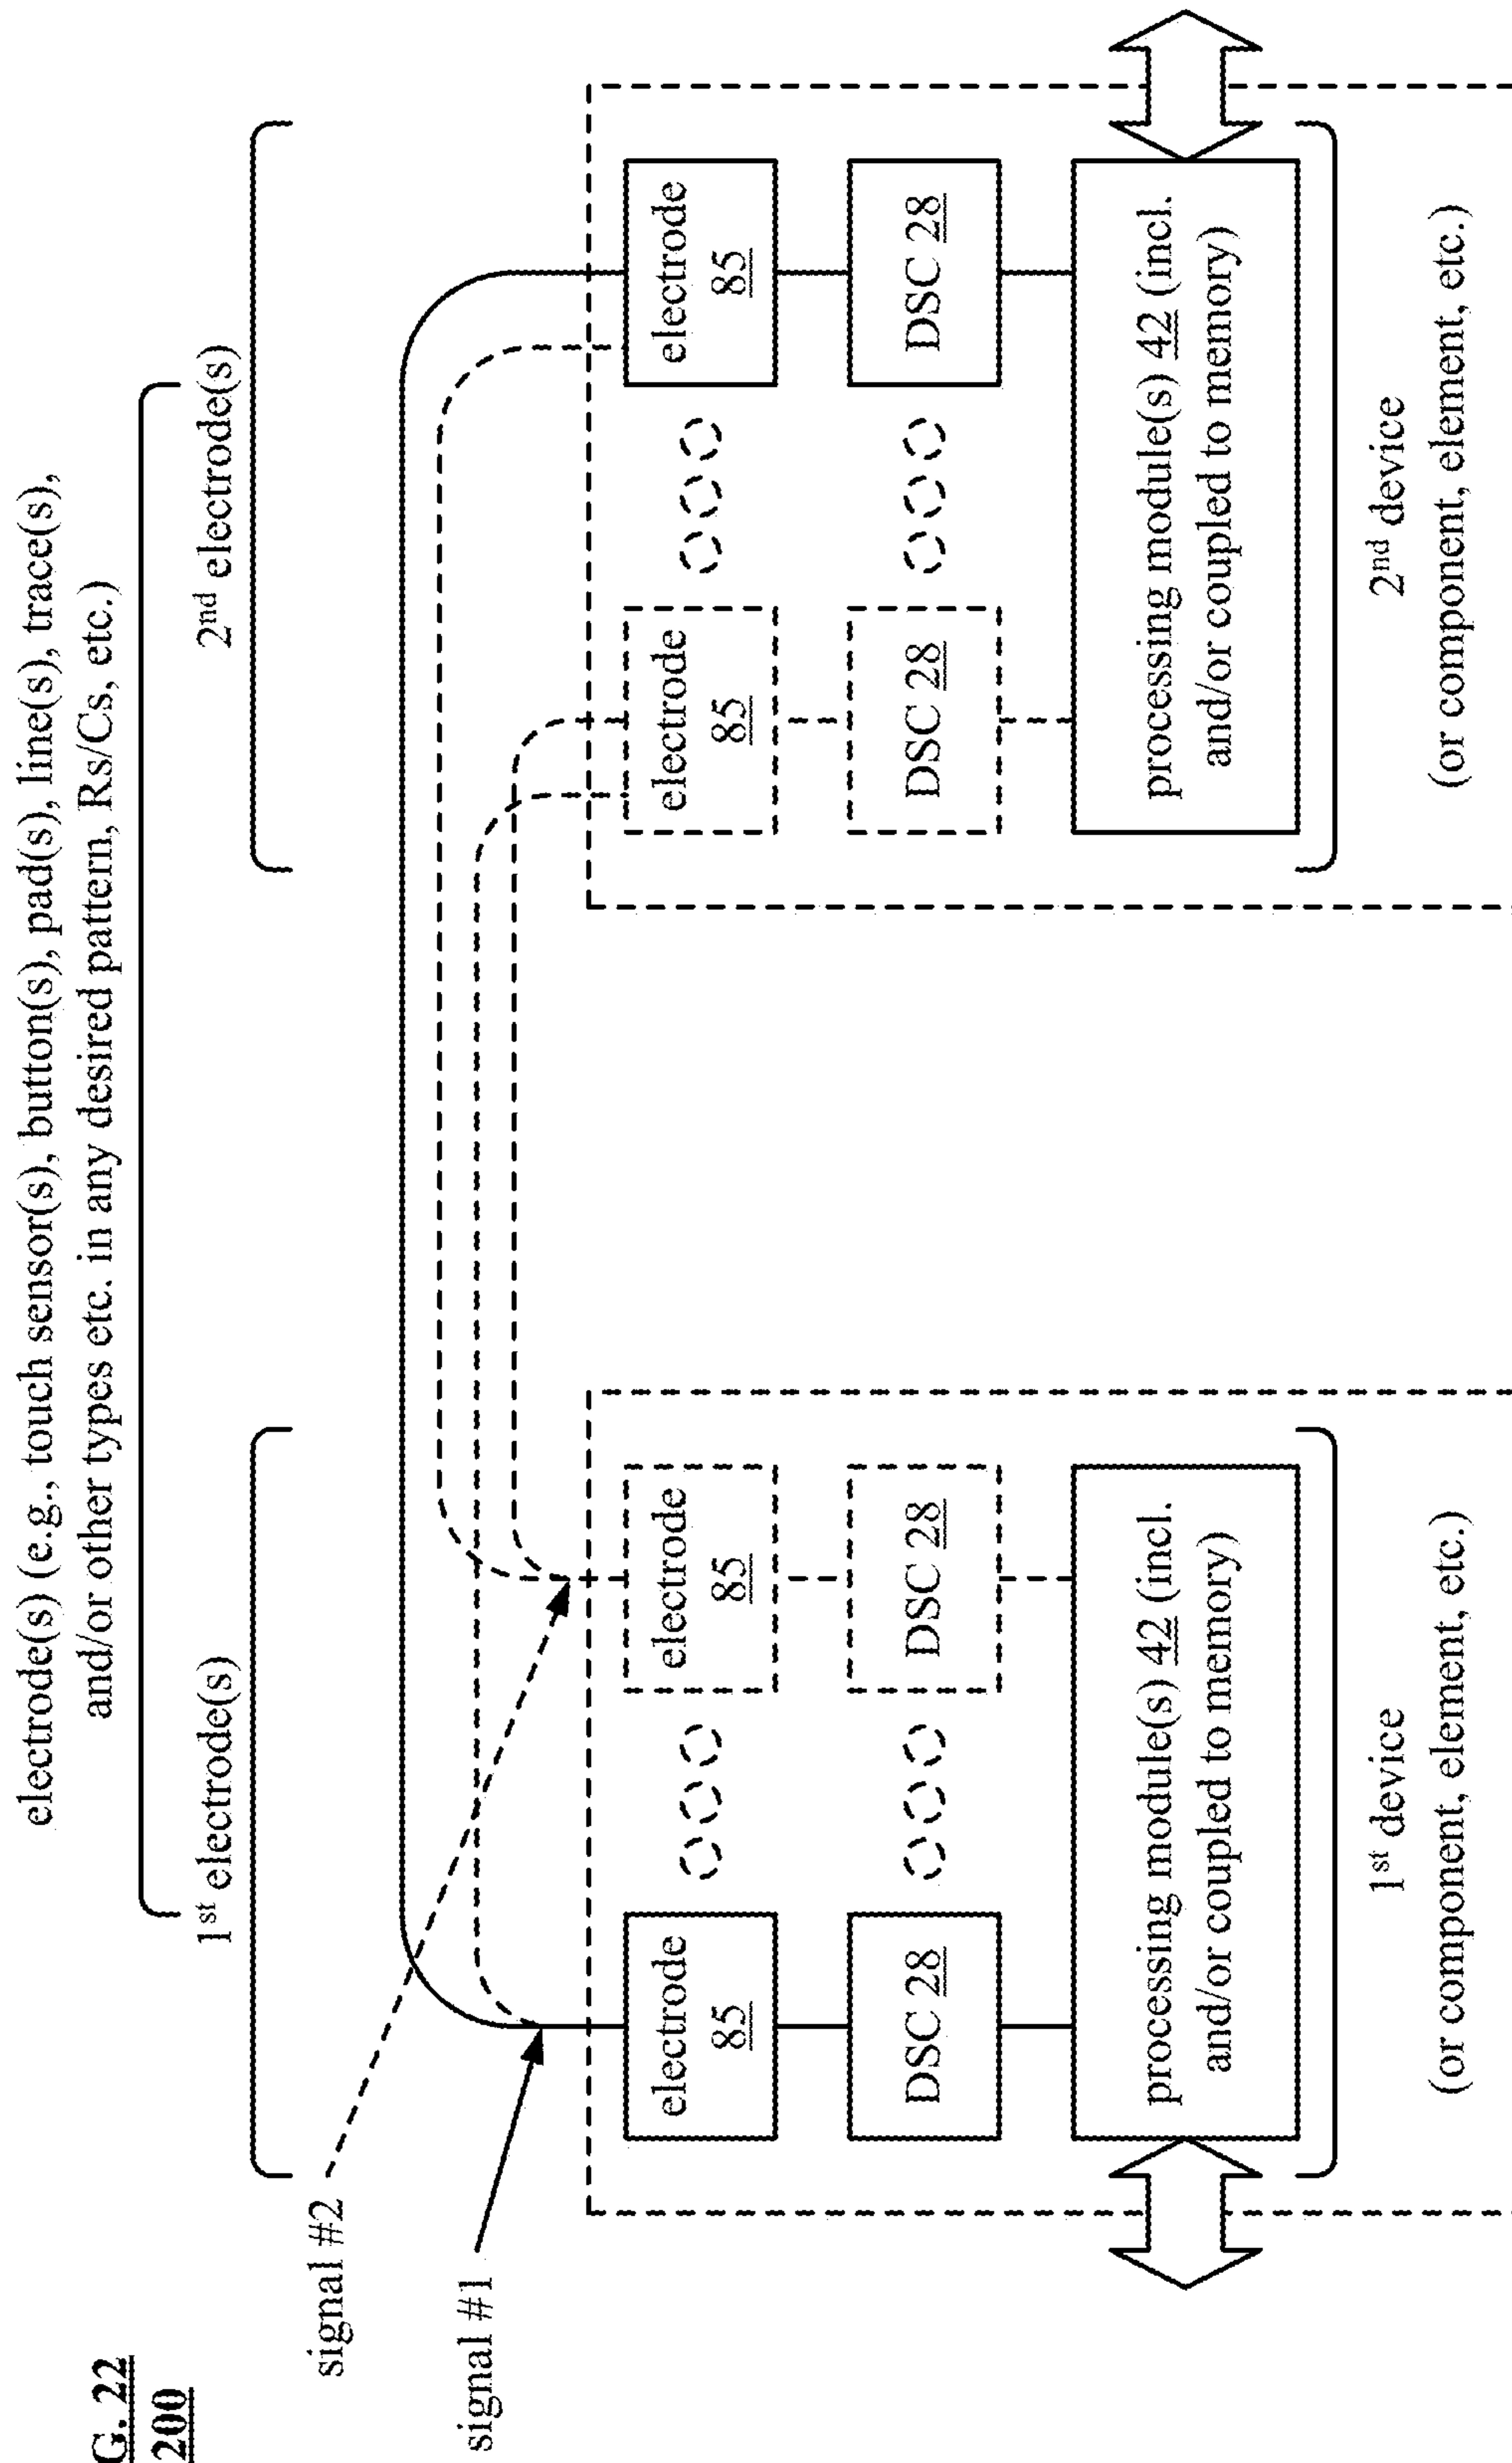 electrode(s) (e.g., touch sensor(s), button(s), pad(s), line(s), trace(s),
and/or other types etc. in any desired pattern, Rs/Cs, etc.)
G. 22
200
1st electrode(s)
2nd electrode(s)
signal #2
signal #1
electrode
85
electrode
85
electrode
85
electrode
85
DSC 28
DSC 28
DSC 28
DSC 28
processing module(s) 42 (incl.
and/or coupled to memory)
processing module(s) 42 (incl.
and/or coupled to memory)
1st device
(or component, element, etc.)
2nd device
(or component, element, etc.)